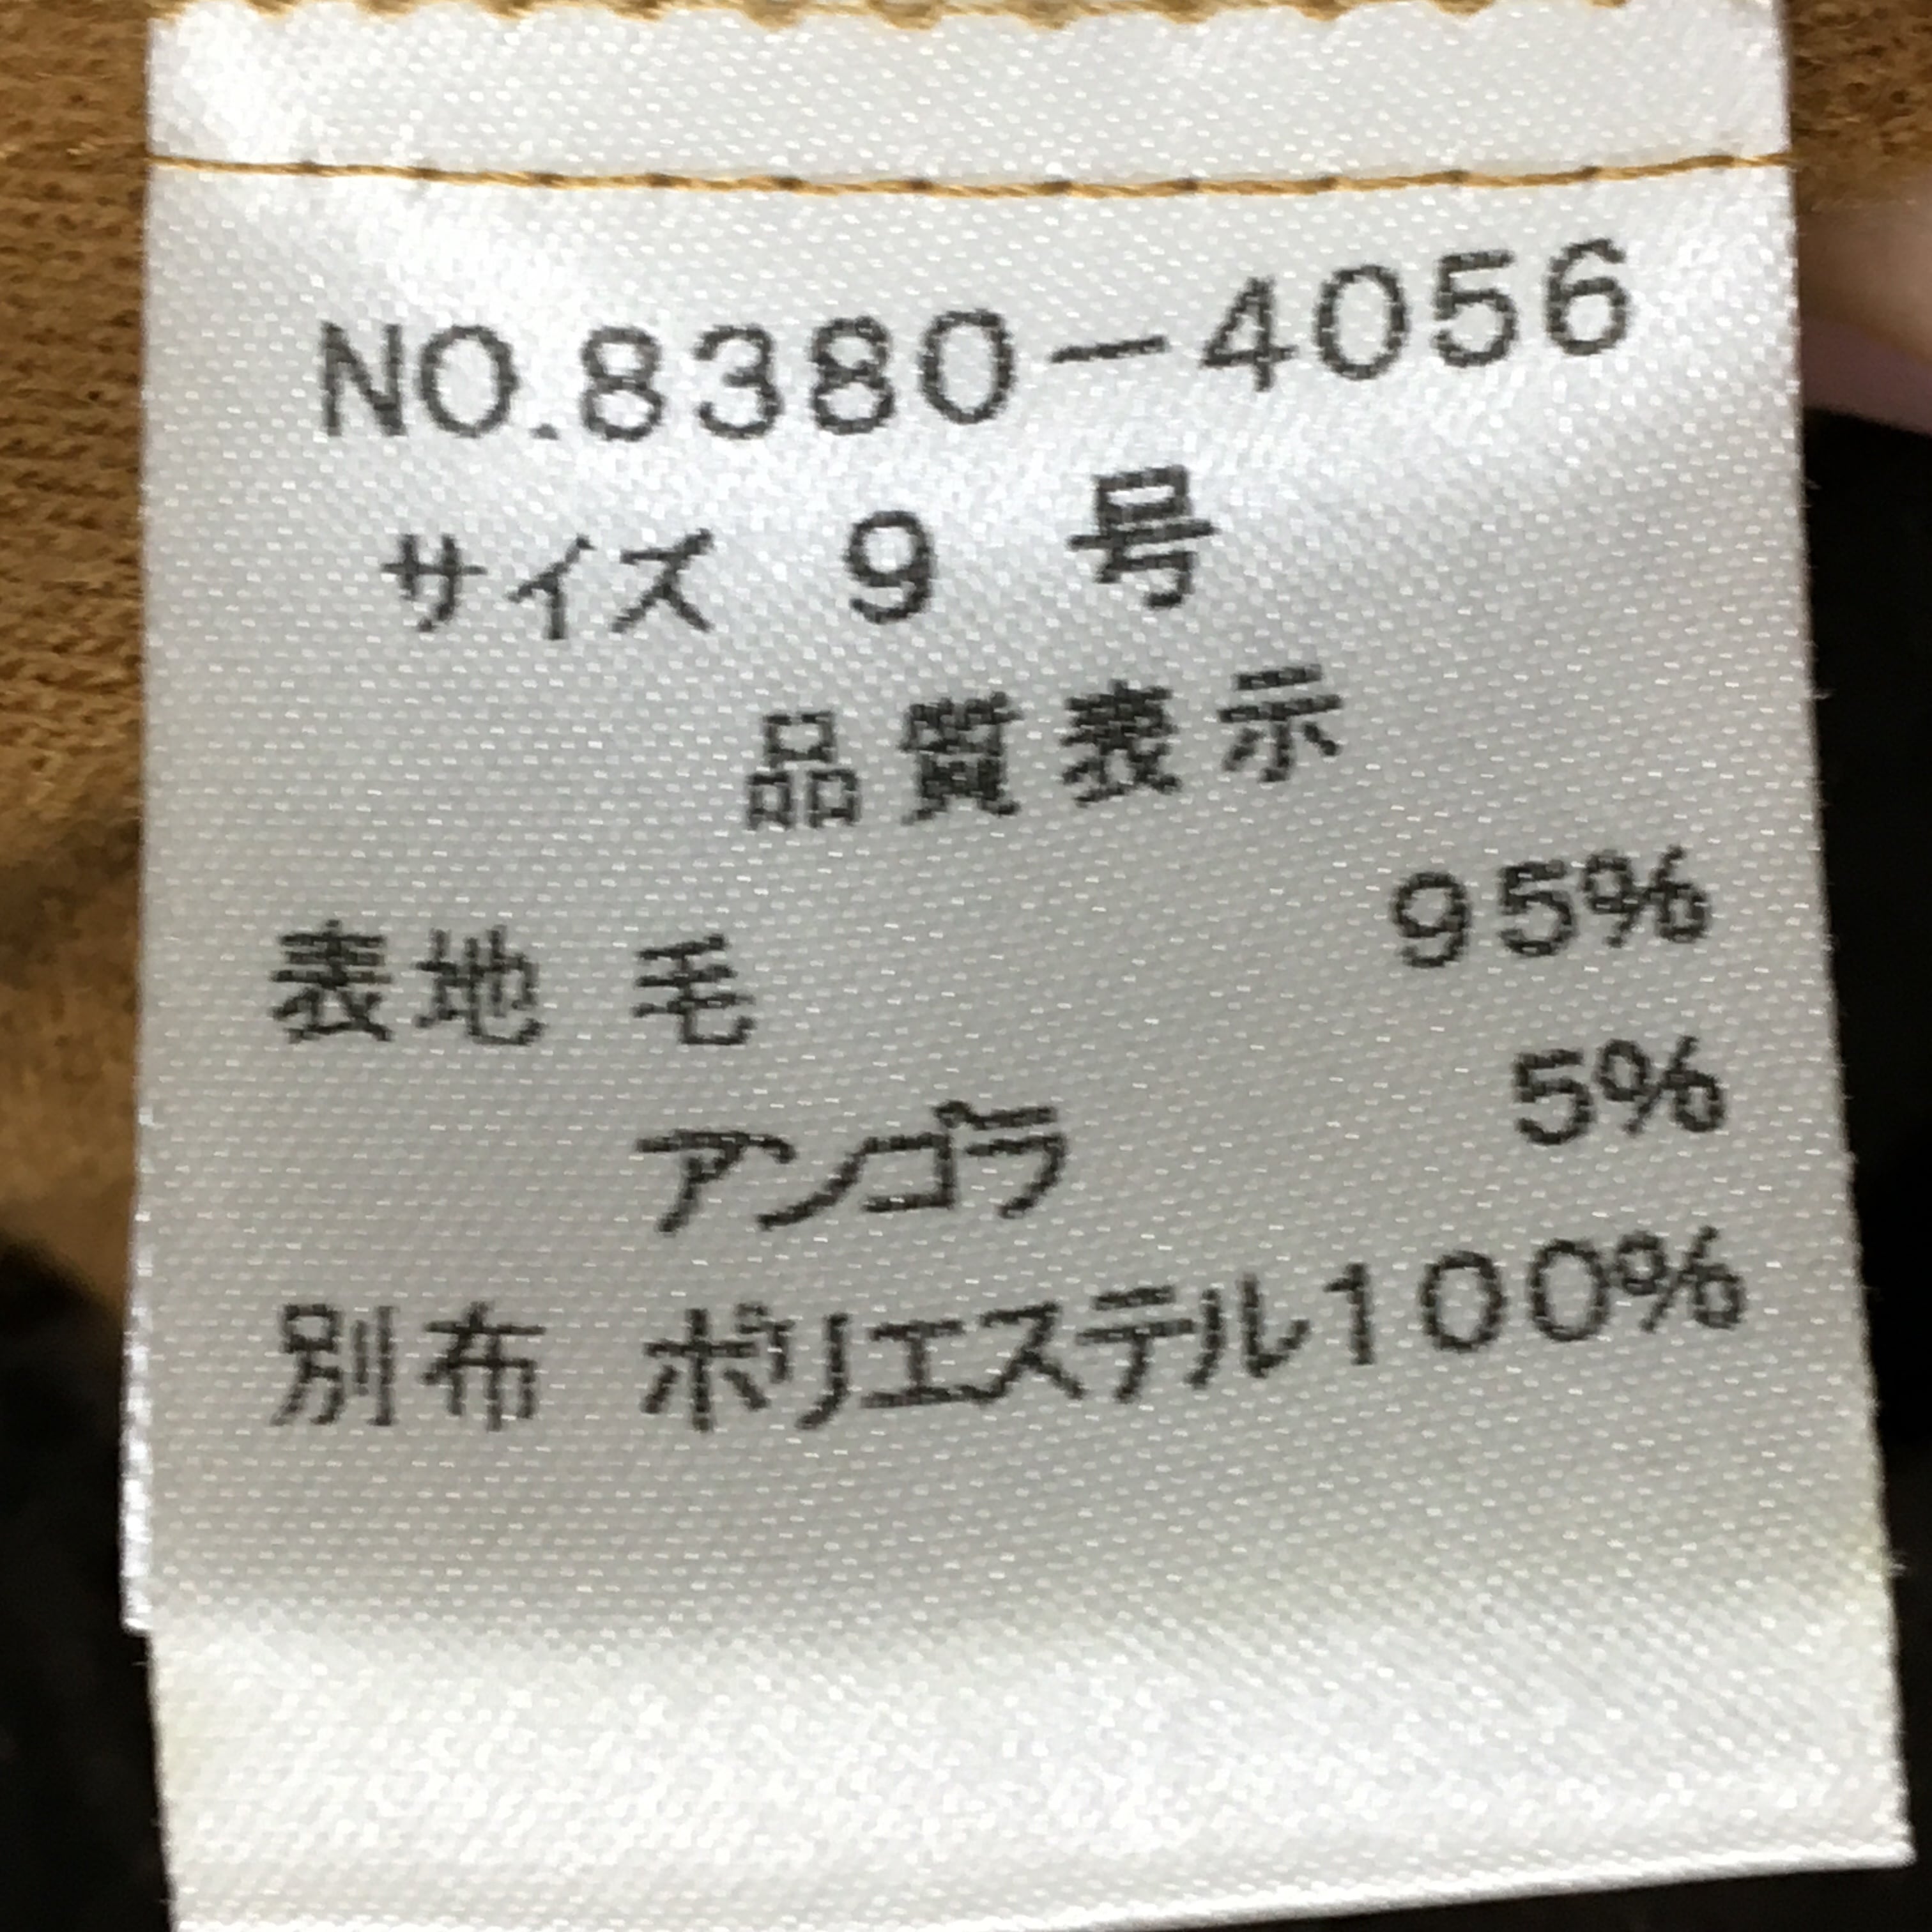 NO.8380-4056
サイズ 9 号
品質表示
表地 毛 95%
アンゴラ 5%
別布 ポリエステル100%